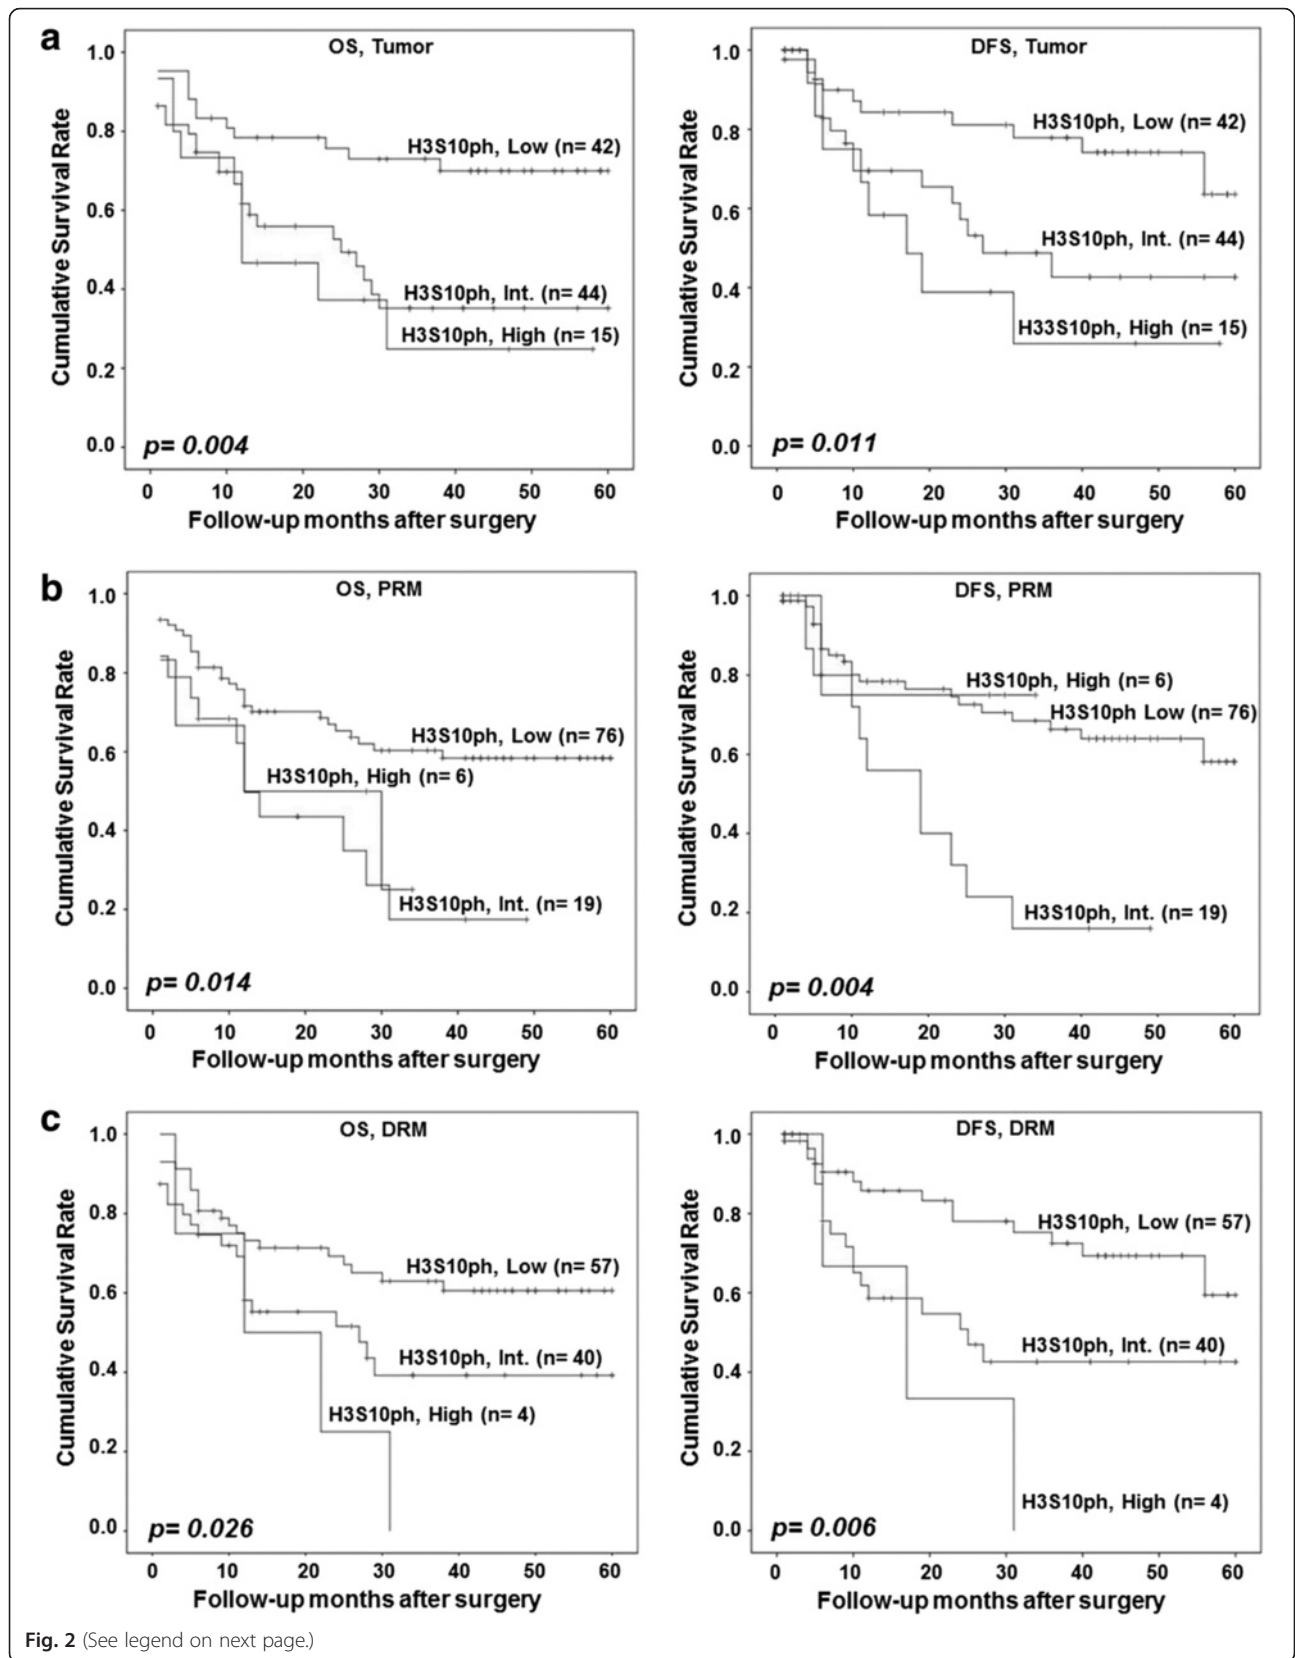 a
OS, Tumor
Cumulative Survival Rate
1.0
0.8
0.6
0.4
0.2
0.0
H3S10ph, Low (n= 42)
H3S10ph, Int. (n= 44)
H3S10ph, High (n= 15)
p= 0.004
0 10 20 30 40 50 60
Follow-up months after surgery
DFS, Tumor
Cumulative Survival Rate
1.0
0.8
0.6
0.4
0.2
0.0
H3S10ph, Low (n= 42)
H3S10ph, Int. (n= 44)
H33S10ph, High (n= 15)
p= 0.011
0 10 20 30 40 50 60
Follow-up months after surgery
b
OS, PRM
Cumulative Survival Rate
1.0
0.8
0.6
0.4
0.2
0.0
H3S10ph, Low (n= 76)
H3S10ph, High (n= 6)
H3S10ph, Int. (n= 19)
p= 0.014
0 10 20 30 40 50 60
Follow-up months after surgery
DFS, PRM
Cumulative Survival Rate
1.0
0.8
0.6
0.4
0.2
0.0
H3S10ph, High (n= 6)
H3S10ph Low (n= 76)
H3S10ph, Int. (n= 19)
p= 0.004
0 10 20 30 40 50 60
Follow-up months after surgery
c
OS, DRM
Cumulative Survival Rate
1.0
0.8
0.6
0.4
0.2
0.0
H3S10ph, Low (n= 57)
H3S10ph, Int. (n= 40)
H3S10ph, High (n= 4)
p= 0.026
0 10 20 30 40 50 60
Follow-up months after surgery
DFS, DRM
Cumulative Survival Rate
1.0
0.8
0.6
0.4
0.2
0.0
H3S10ph, Low (n= 57)
H3S10ph, Int. (n= 40)
H3S10ph, High (n= 4)
p= 0.006
0 10 20 30 40 50 60
Follow-up months after surgery
Fig. 2 (See legend on next page.)